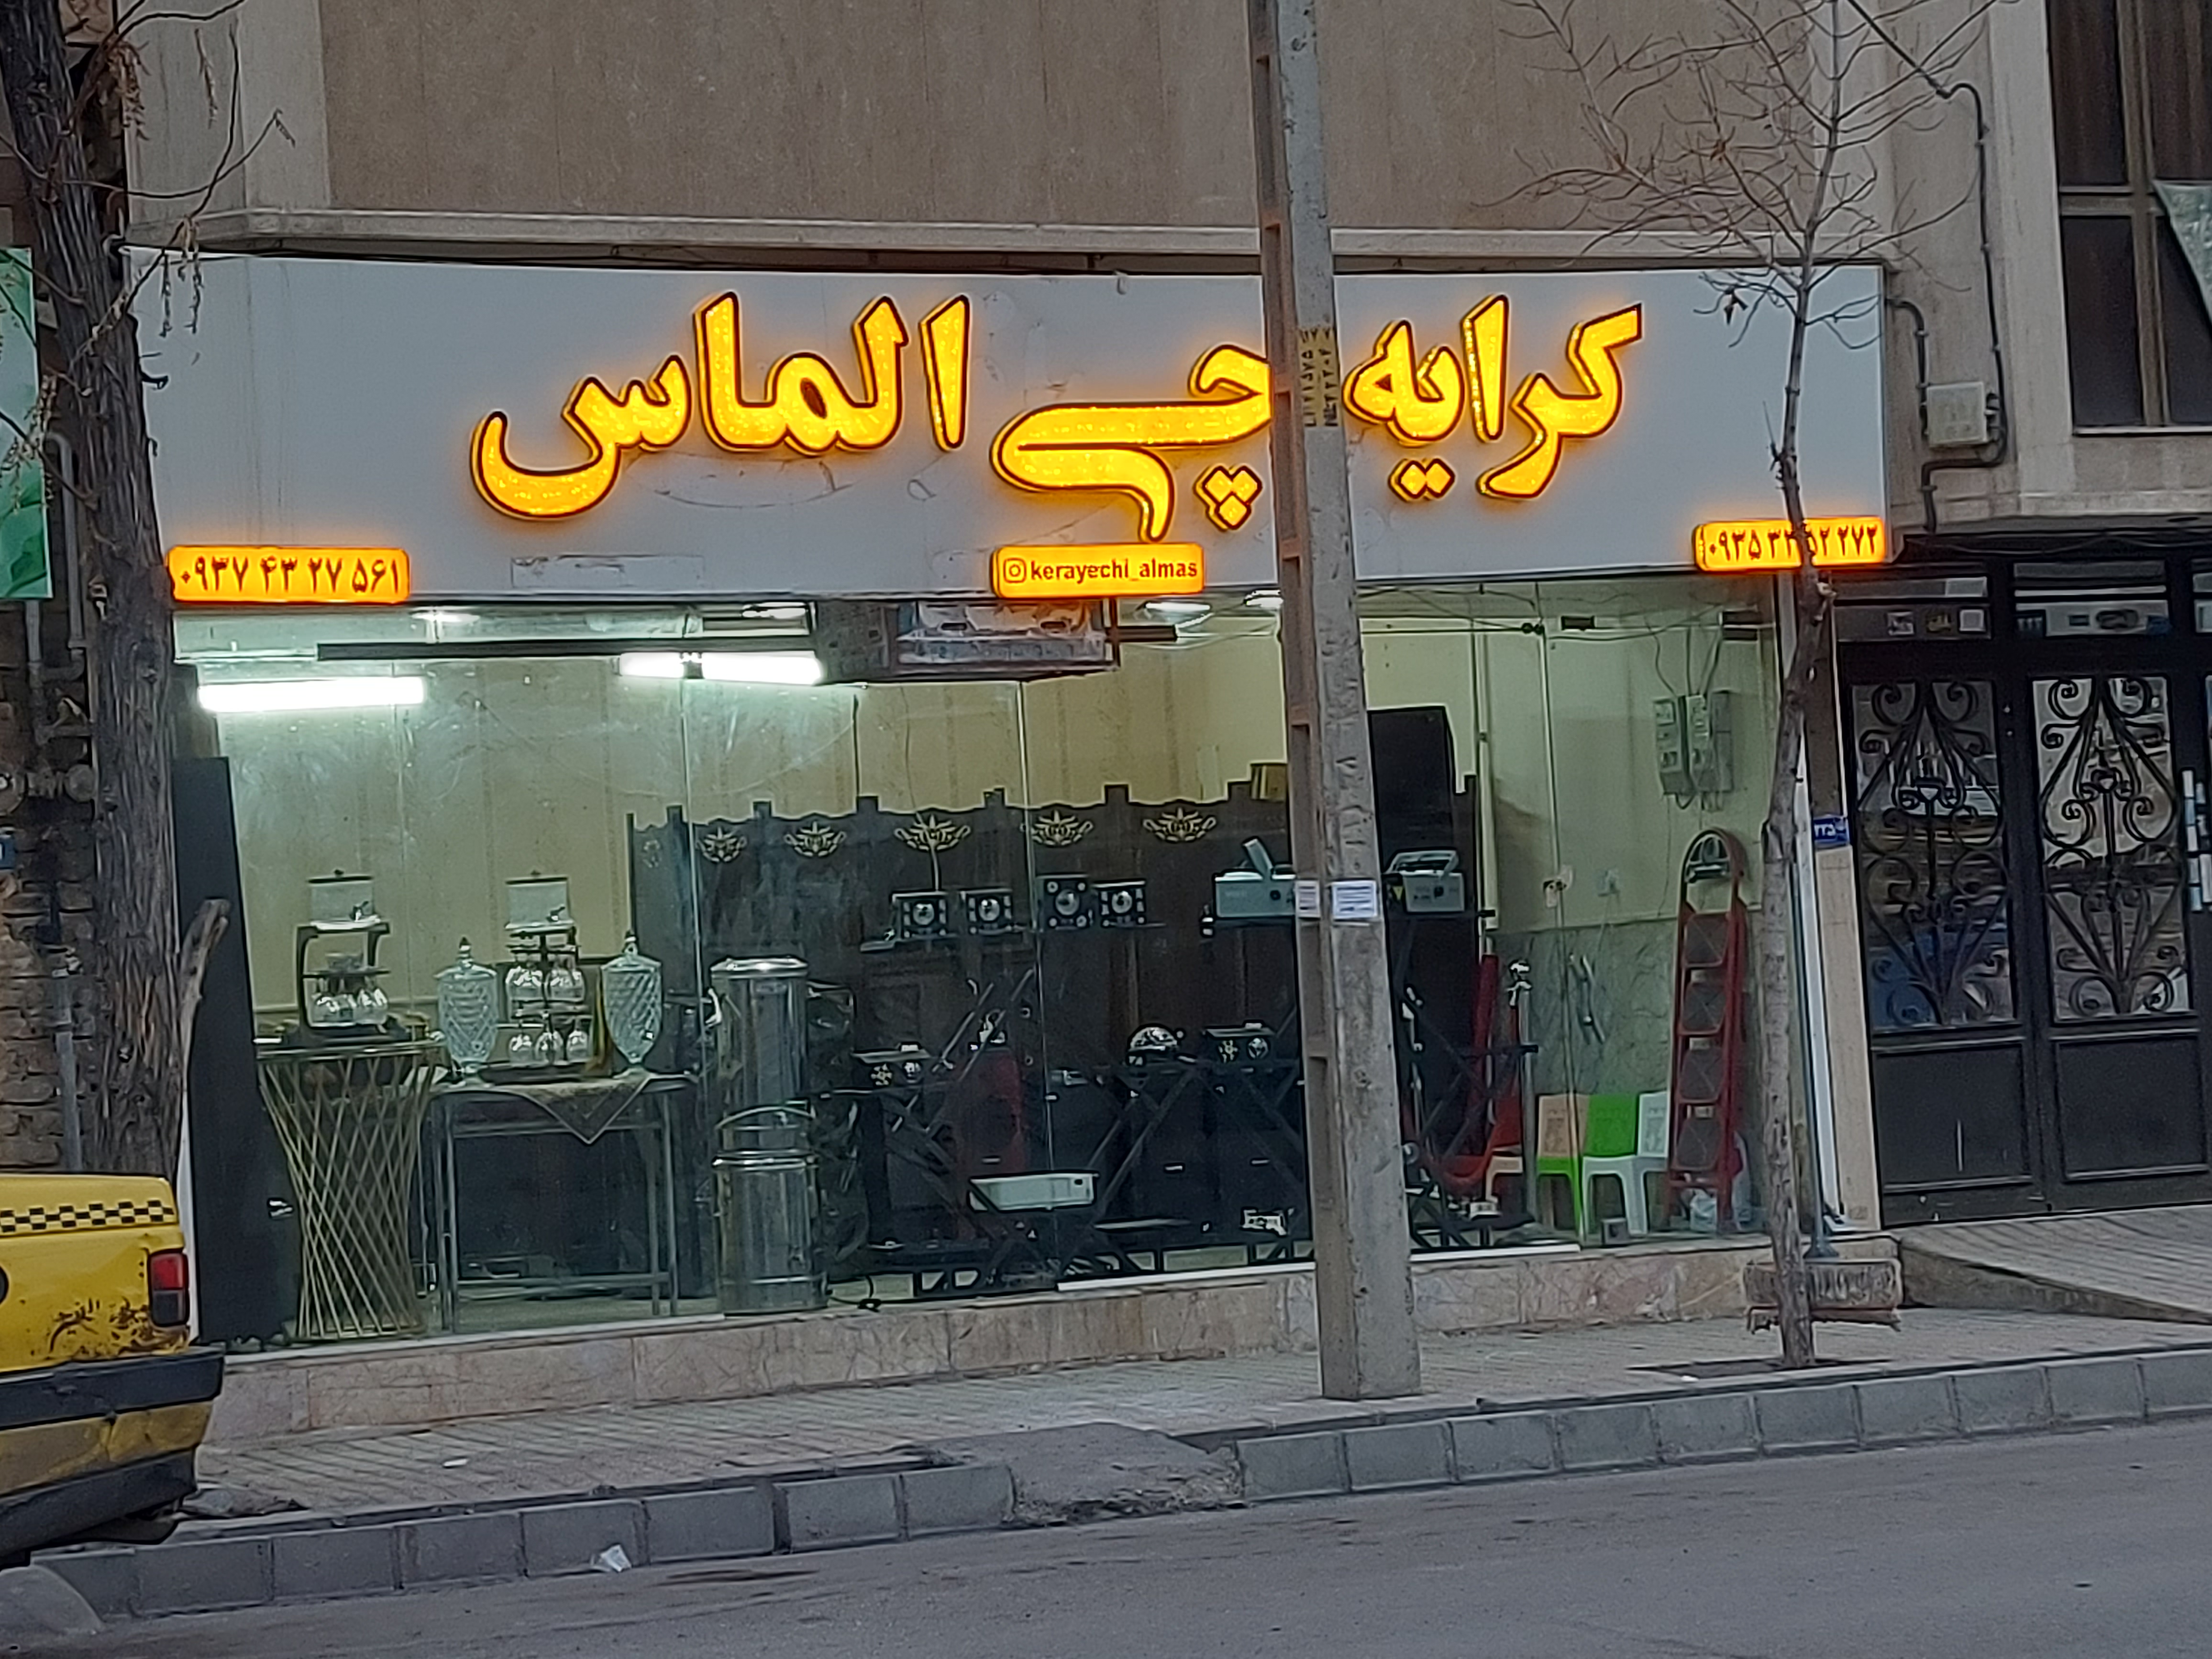 کرایه چی الماس
۰۹۳۷ ۴۳ ۲۷ ۵۶۱
kerayechi_almas